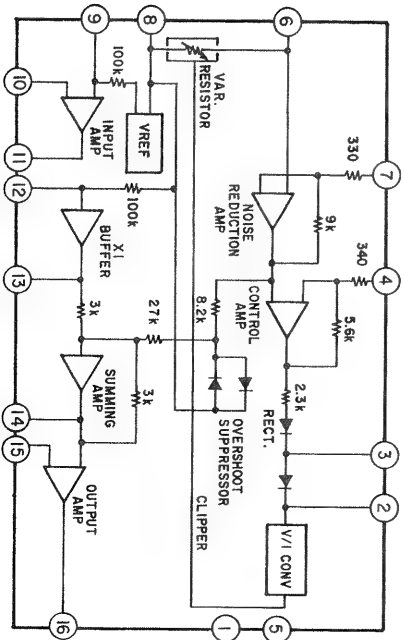 9
8
6
10
100k
VAR.
RESISTOR
11
INPUT
AMP
VREF
330
7
12
100k
NOISE
REDUCTION
AMP
9k
340
4
X1
BUFFER
13
3k
27k
8.2k
CONTROL
AMP
5.6k
SUMMING
AMP
3k
2.3k
14
15
OVERSHOOT
SUPPRESSOR
RECT.
3
2
OUTPUT
AMP
CLIPPER
V/I CONV
16
1
5